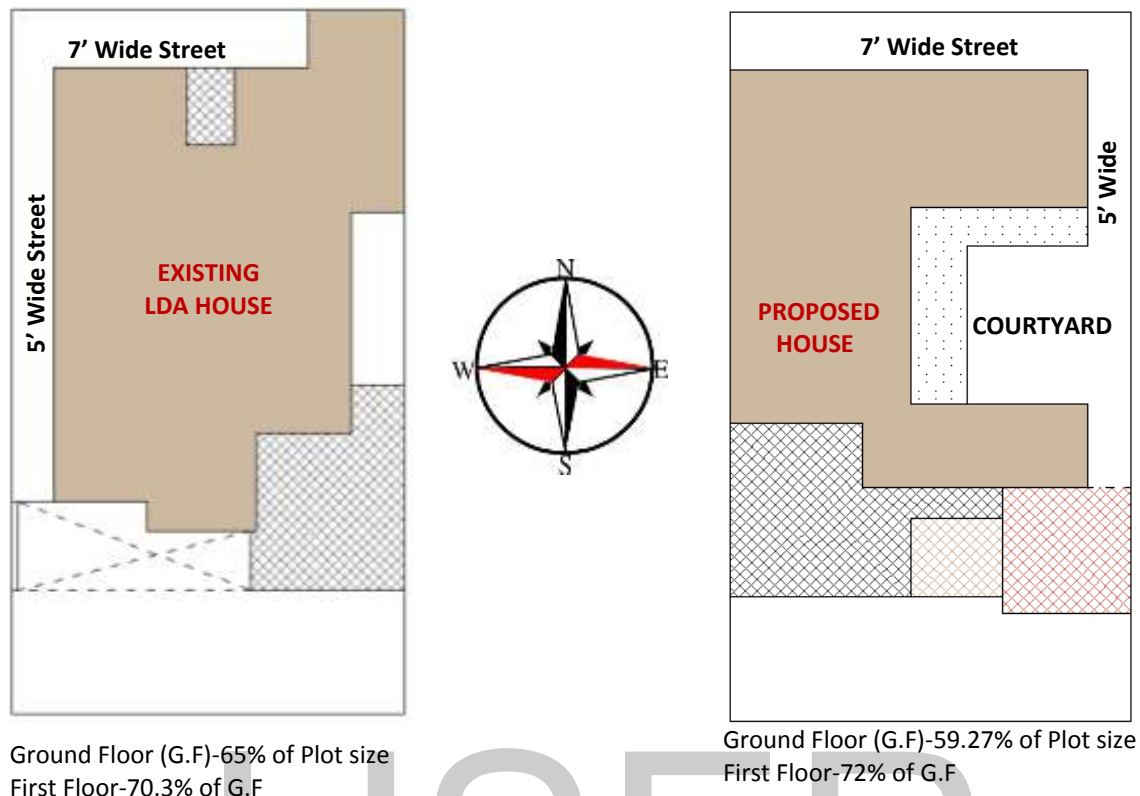 7’ Wide Street
5’ Wide Street
EXISTING
LDA HOUSE
Ground Floor (G.F)-65% of Plot size
First Floor-70.3% of G.F
N
W
E
S
7’ Wide Street
5’ Wide
PROPOSED
HOUSE
COURTYARD
Ground Floor (G.F)-59.27% of Plot size
First Floor-72% of G.F